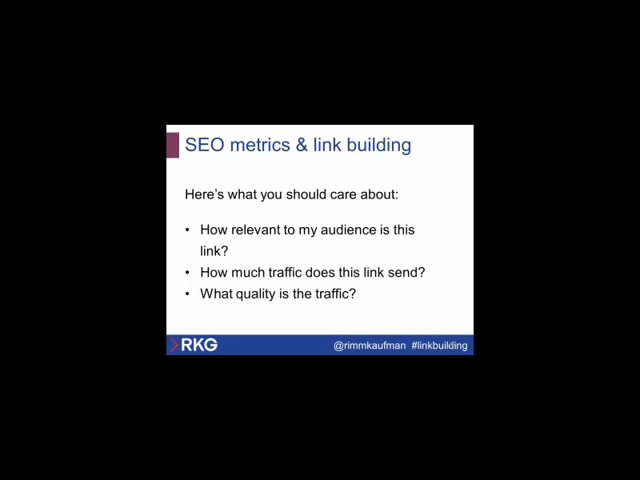 SEO metrics & link building
Here's what you should care about:
• How relevant to my audience is this
link?
• How much traffic does this link send?
• What quality is the traffic?
RKG
@rimmkaufman #linkbuilding